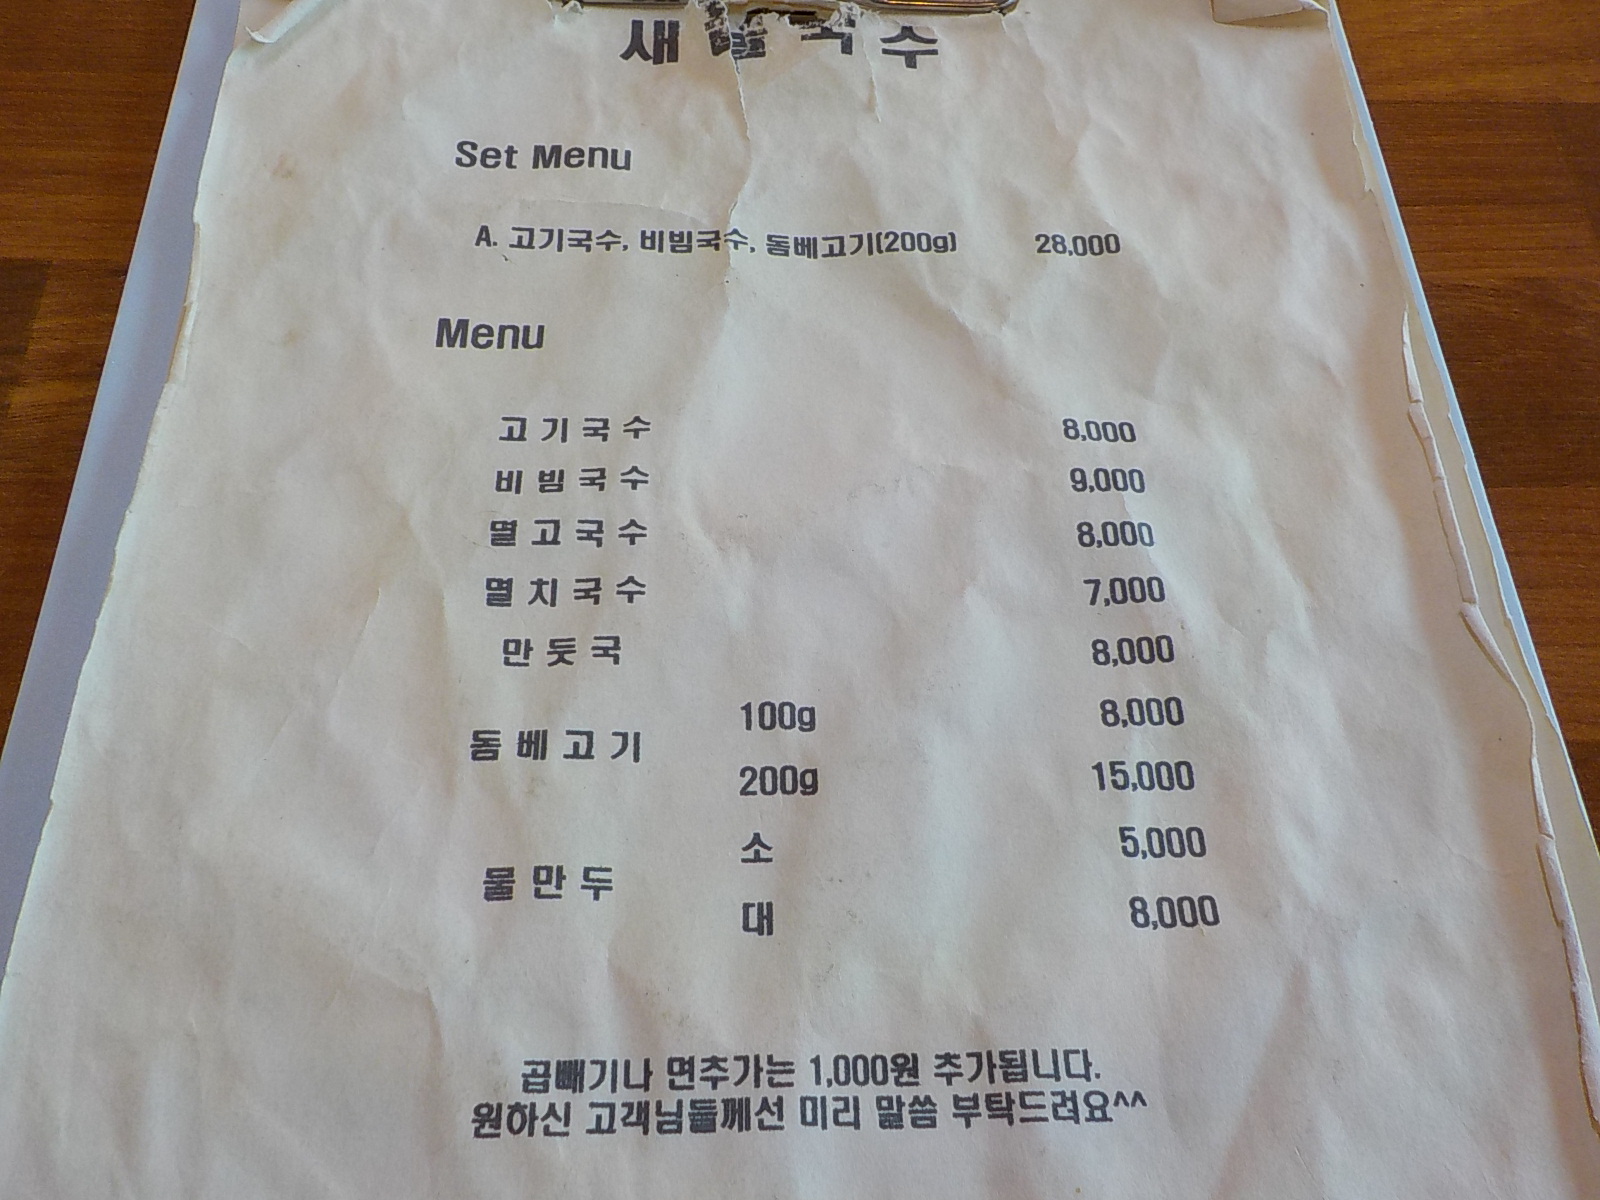 Set Menu
A. 고기국수, 비빔국수, 돔베고기(200g) 28,000
Menu
고기국수 8,000
비빔국수 9,000
멸고국수 8,000
멸치국수 7,000
만둣국 8,000
돔베고기 100g 8,000
200g 15,000
물만두 소 5,000
대 8,000
곱빼기나 면추가는 1,000원 추가됩니다.
원하신 고객님들께선 미리 말씀 부탁드려요^^